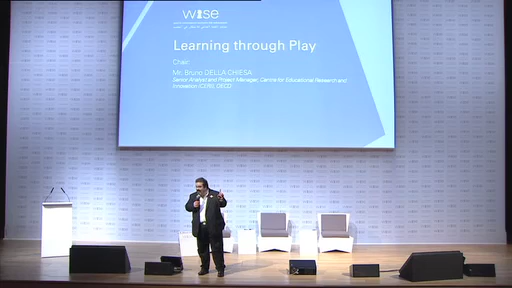 wise
Learning through Play
Chair
Mr. Bruno DELLA CHIESA
Senior Analyst and Project Manager, Centre for Educational Research and
Innovation (CERI), OECD